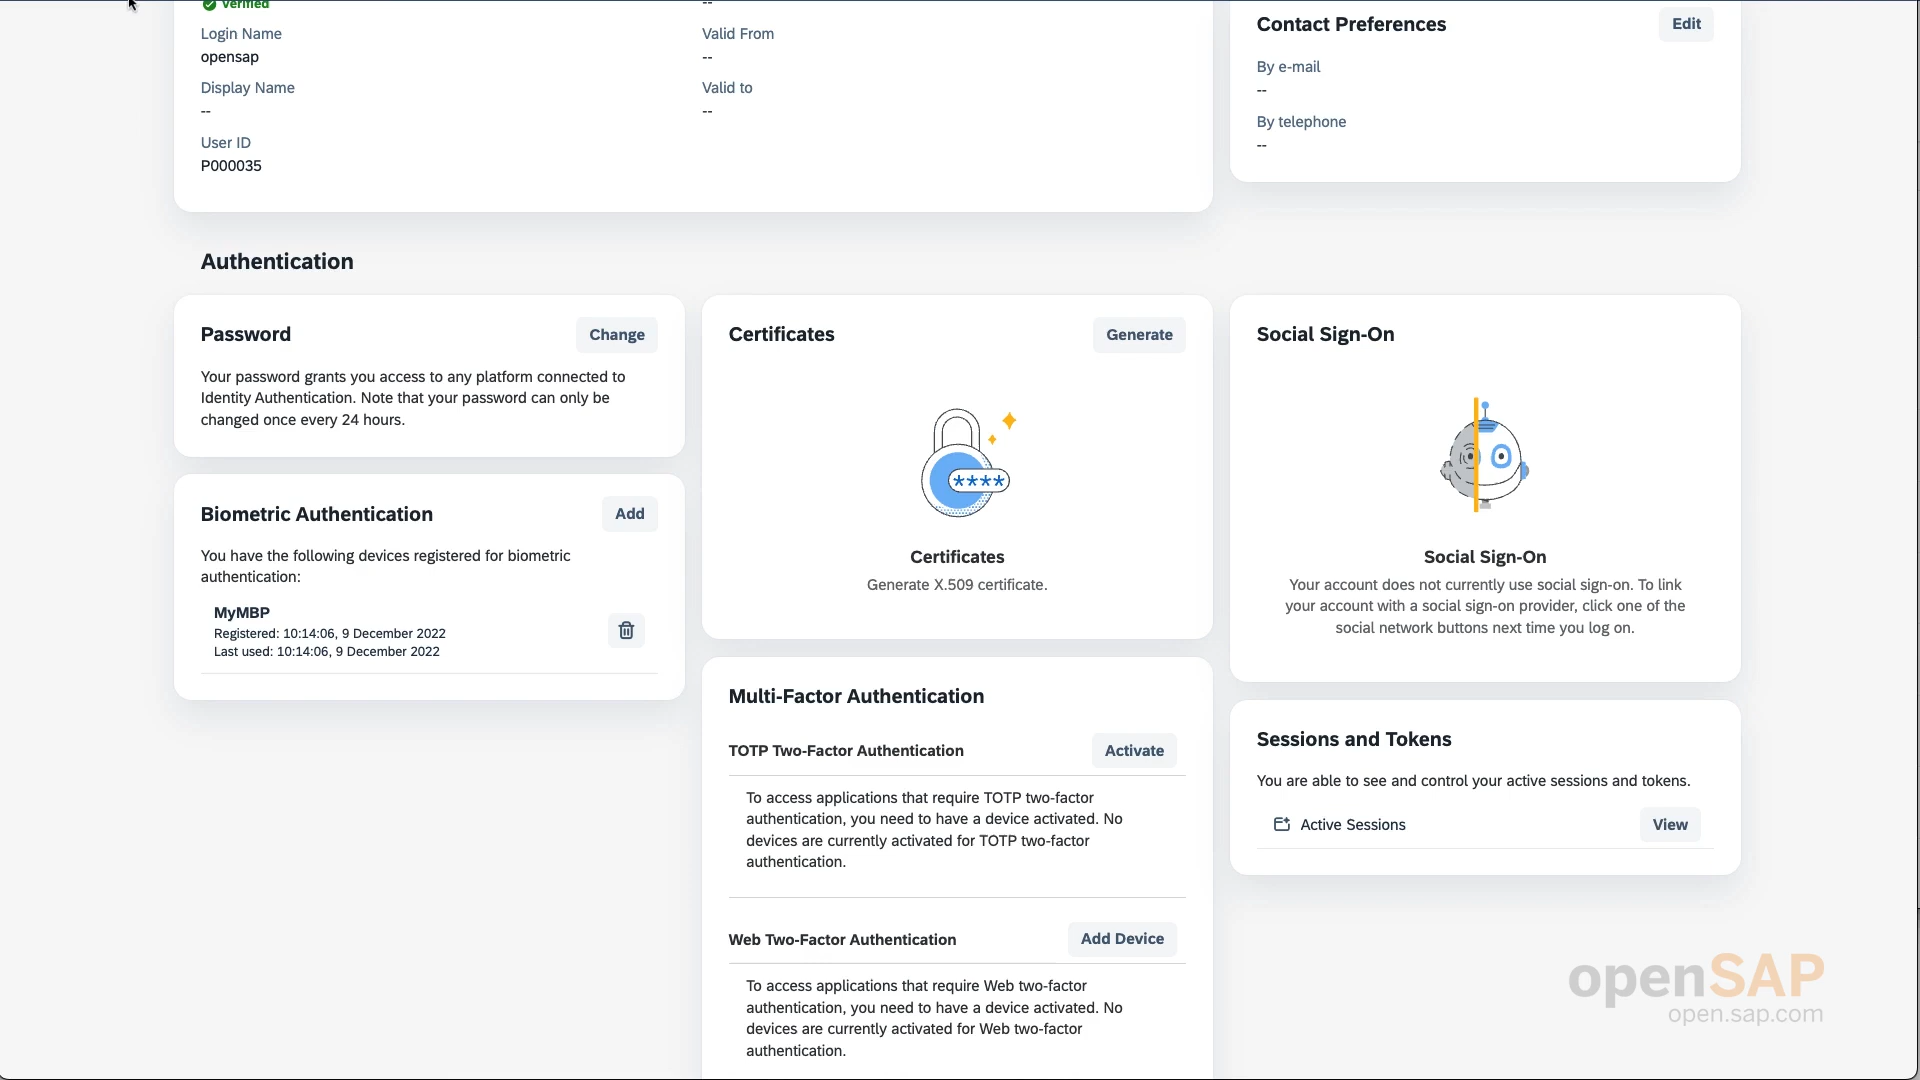 Verified
--
Login Name
opensap
Valid From
--
Display Name
--
Valid to
--
User ID
P000035
Contact Preferences
Edit
By e-mail
--
By telephone
--
Authentication
Password
Change
Your password grants you access to any platform connected to
Identity Authentication. Note that your password can only be
changed once every 24 hours.
Biometric Authentication
Add
You have the following devices registered for biometric
authentication:
MyMBP
Registered: 10:14:06, 9 December 2022
Last used: 10:14:06, 9 December 2022
Certificates
Generate
****
Certificates
Generate X.509 certificate.
Multi-Factor Authentication
TOTP Two-Factor Authentication
Activate
To access applications that require TOTP two-factor
authentication, you need to have a device activated. No
devices are currently activated for TOTP two-factor
authentication.
Web Two-Factor Authentication
Add Device
To access applications that require Web two-factor
authentication, you need to have a device activated. No
devices are currently activated for Web two-factor
authentication.
Social Sign-On
Social Sign-On
Your account does not currently use social sign-on. To link
your account with a social sign-on provider, click one of the
social network buttons next time you log on.
Sessions and Tokens
You are able to see and control your active sessions and tokens.
Active Sessions
View
openSAP
open.sap.com